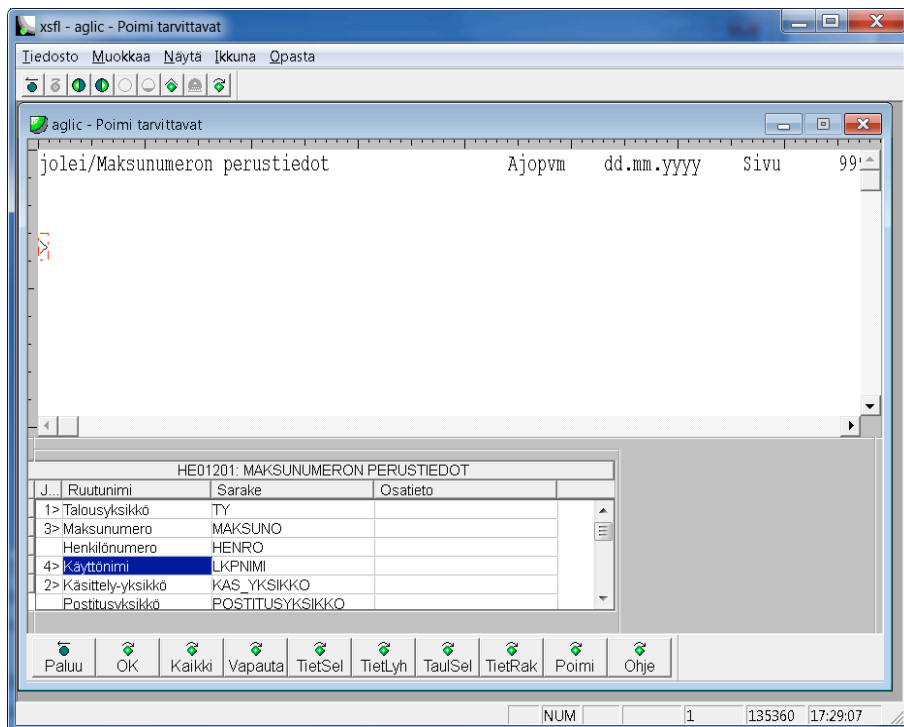 xsfl - aglic - Poimi tarvittavat
Tiedosto Muokkaa Näytä Ikkuna Opasta
aglic - Poimi tarvittavat
jolei/Maksunumeron perustiedot Ajopvm dd.mm.yyyy Sivu 99
HE01201: MAKSUNUMERON PERUSTIEDOT
J... Ruutunimi Sarake Osatieto
1> Talousyksikkö TY
3> Maksunumero MAKSUNO
Henkilönumero HENRO
4> Käyttönimi LKPNIMI
2> Käsittely-yksikkö KAS_YKSIKKO
Postitusyksikkö POSTITUSYKSIKKO
Paluu OK Kaikki Vapauta TietSel TietLyh TaulSel TietRak Poimi Ohje
NUM 1 135360 17:29:07